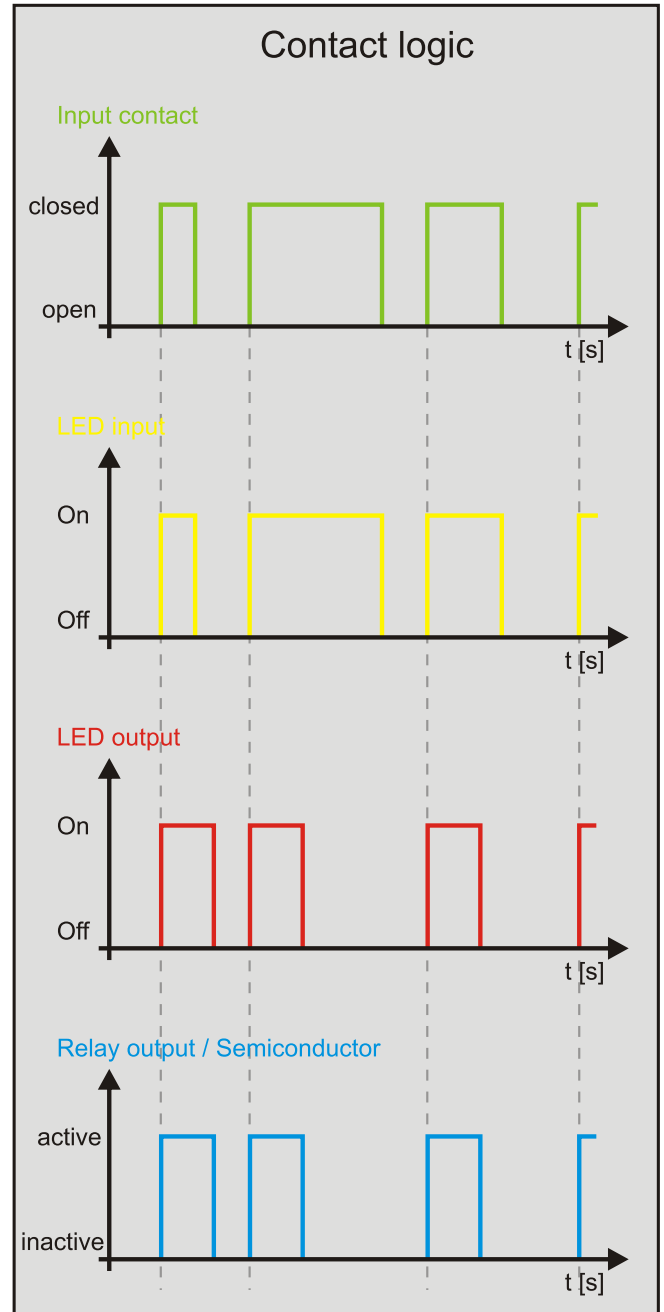 Contact logic
Input contact
closed
open
t [s]
LED input
On
Off
t [s]
LED output
On
Off
t [s]
Relay output / Semiconductor
active
inactive
t [s]